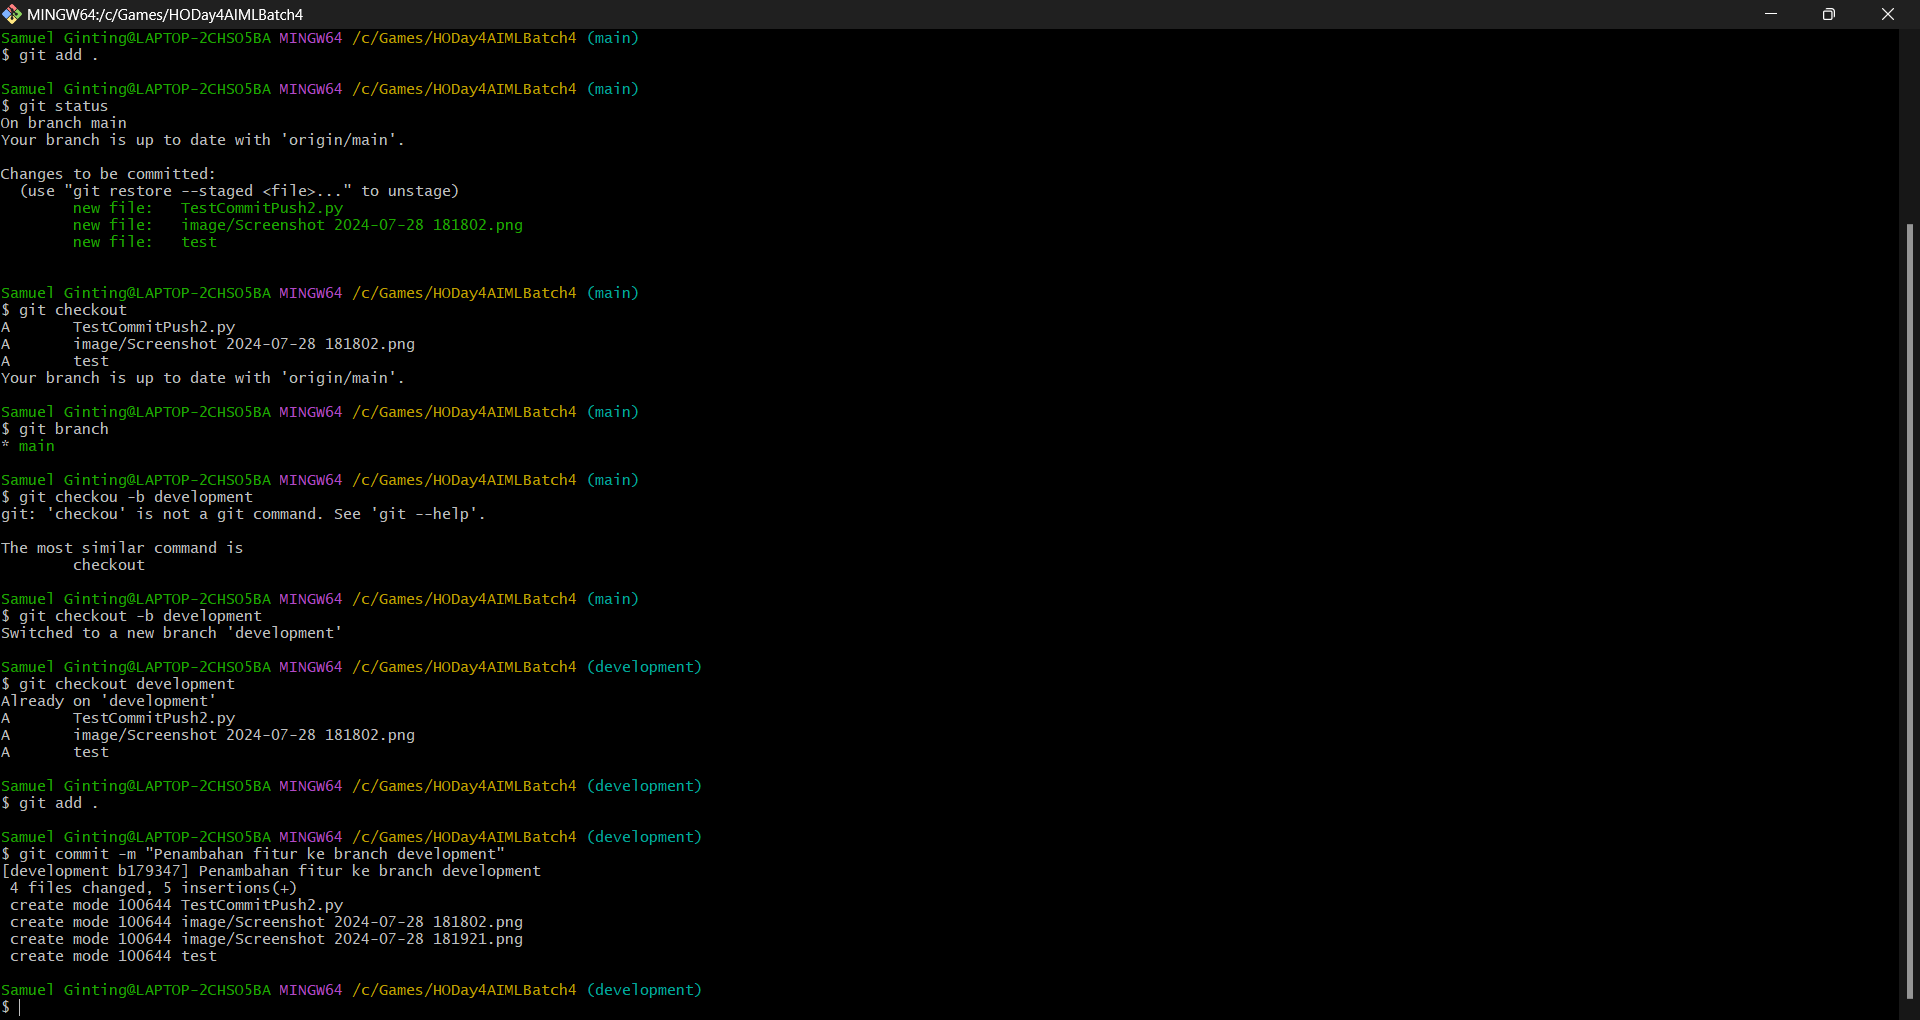 MINGW64:/c/Games/HODay4AIMLBatch4
Samuel Ginting@LAPTOP-2CHSO5BA MINGW64 /c/Games/HODay4AIMLBatch4 (main)
$ git add .
Samuel Ginting@LAPTOP-2CHSO5BA MINGW64 /c/Games/HODay4AIMLBatch4 (main)
$ git status
On branch main
Your branch is up to date with 'origin/main'.
Changes to be committed:
  (use "git restore --staged <file>..." to unstage)
        new file:   TestCommitPush2.py
        new file:   image/Screenshot 2024-07-28 181802.png
        new file:   test
Samuel Ginting@LAPTOP-2CHSO5BA MINGW64 /c/Games/HODay4AIMLBatch4 (main)
$ git checkout
A       TestCommitPush2.py
A       image/Screenshot 2024-07-28 181802.png
A       test
Your branch is up to date with 'origin/main'.
Samuel Ginting@LAPTOP-2CHSO5BA MINGW64 /c/Games/HODay4AIMLBatch4 (main)
$ git branch
* main
Samuel Ginting@LAPTOP-2CHSO5BA MINGW64 /c/Games/HODay4AIMLBatch4 (main)
$ git checkou -b development
git: 'checkou' is not a git command. See 'git --help'.
The most similar command is
        checkout
Samuel Ginting@LAPTOP-2CHSO5BA MINGW64 /c/Games/HODay4AIMLBatch4 (main)
$ git checkout -b development
Switched to a new branch 'development'
Samuel Ginting@LAPTOP-2CHSO5BA MINGW64 /c/Games/HODay4AIMLBatch4 (development)
$ git checkout development
Already on 'development'
A       TestCommitPush2.py
A       image/Screenshot 2024-07-28 181802.png
A       test
Samuel Ginting@LAPTOP-2CHSO5BA MINGW64 /c/Games/HODay4AIMLBatch4 (development)
$ git add .
Samuel Ginting@LAPTOP-2CHSO5BA MINGW64 /c/Games/HODay4AIMLBatch4 (development)
$ git commit -m "Penambahan fitur ke branch development"
[development b179347] Penambahan fitur ke branch development
 4 files changed, 5 insertions(+)
 create mode 100644 TestCommitPush2.py
 create mode 100644 image/Screenshot 2024-07-28 181802.png
 create mode 100644 image/Screenshot 2024-07-28 181921.png
 create mode 100644 test
Samuel Ginting@LAPTOP-2CHSO5BA MINGW64 /c/Games/HODay4AIMLBatch4 (development)
$